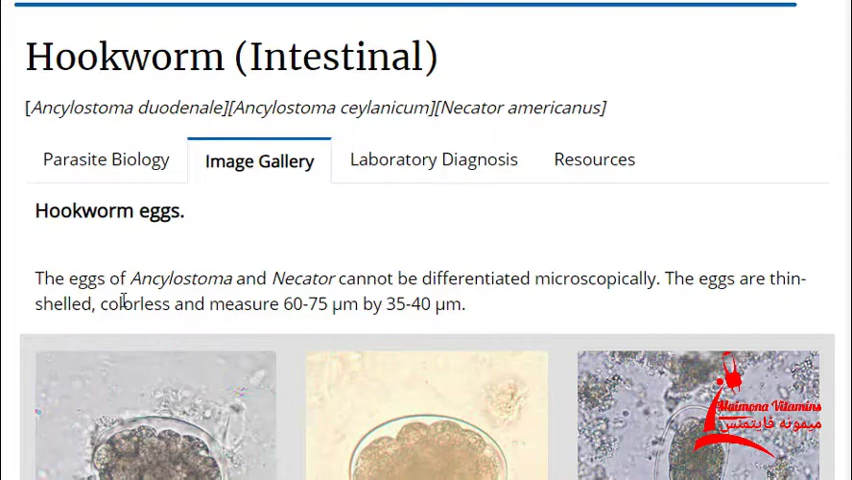 Hookworm (Intestinal)
[Ancylostoma duodenale][Ancylostoma ceylanicum][Necator americanus]
Parasite Biology Image Gallery Laboratory Diagnosis Resources
Hookworm eggs.
The eggs of Ancylostoma and Necator cannot be differentiated microscopically. The eggs are thin-
shelled, colorless and measure 60-75 µm by 35-40 µm.
Maimona Vitamins
میمونه فایتمنس